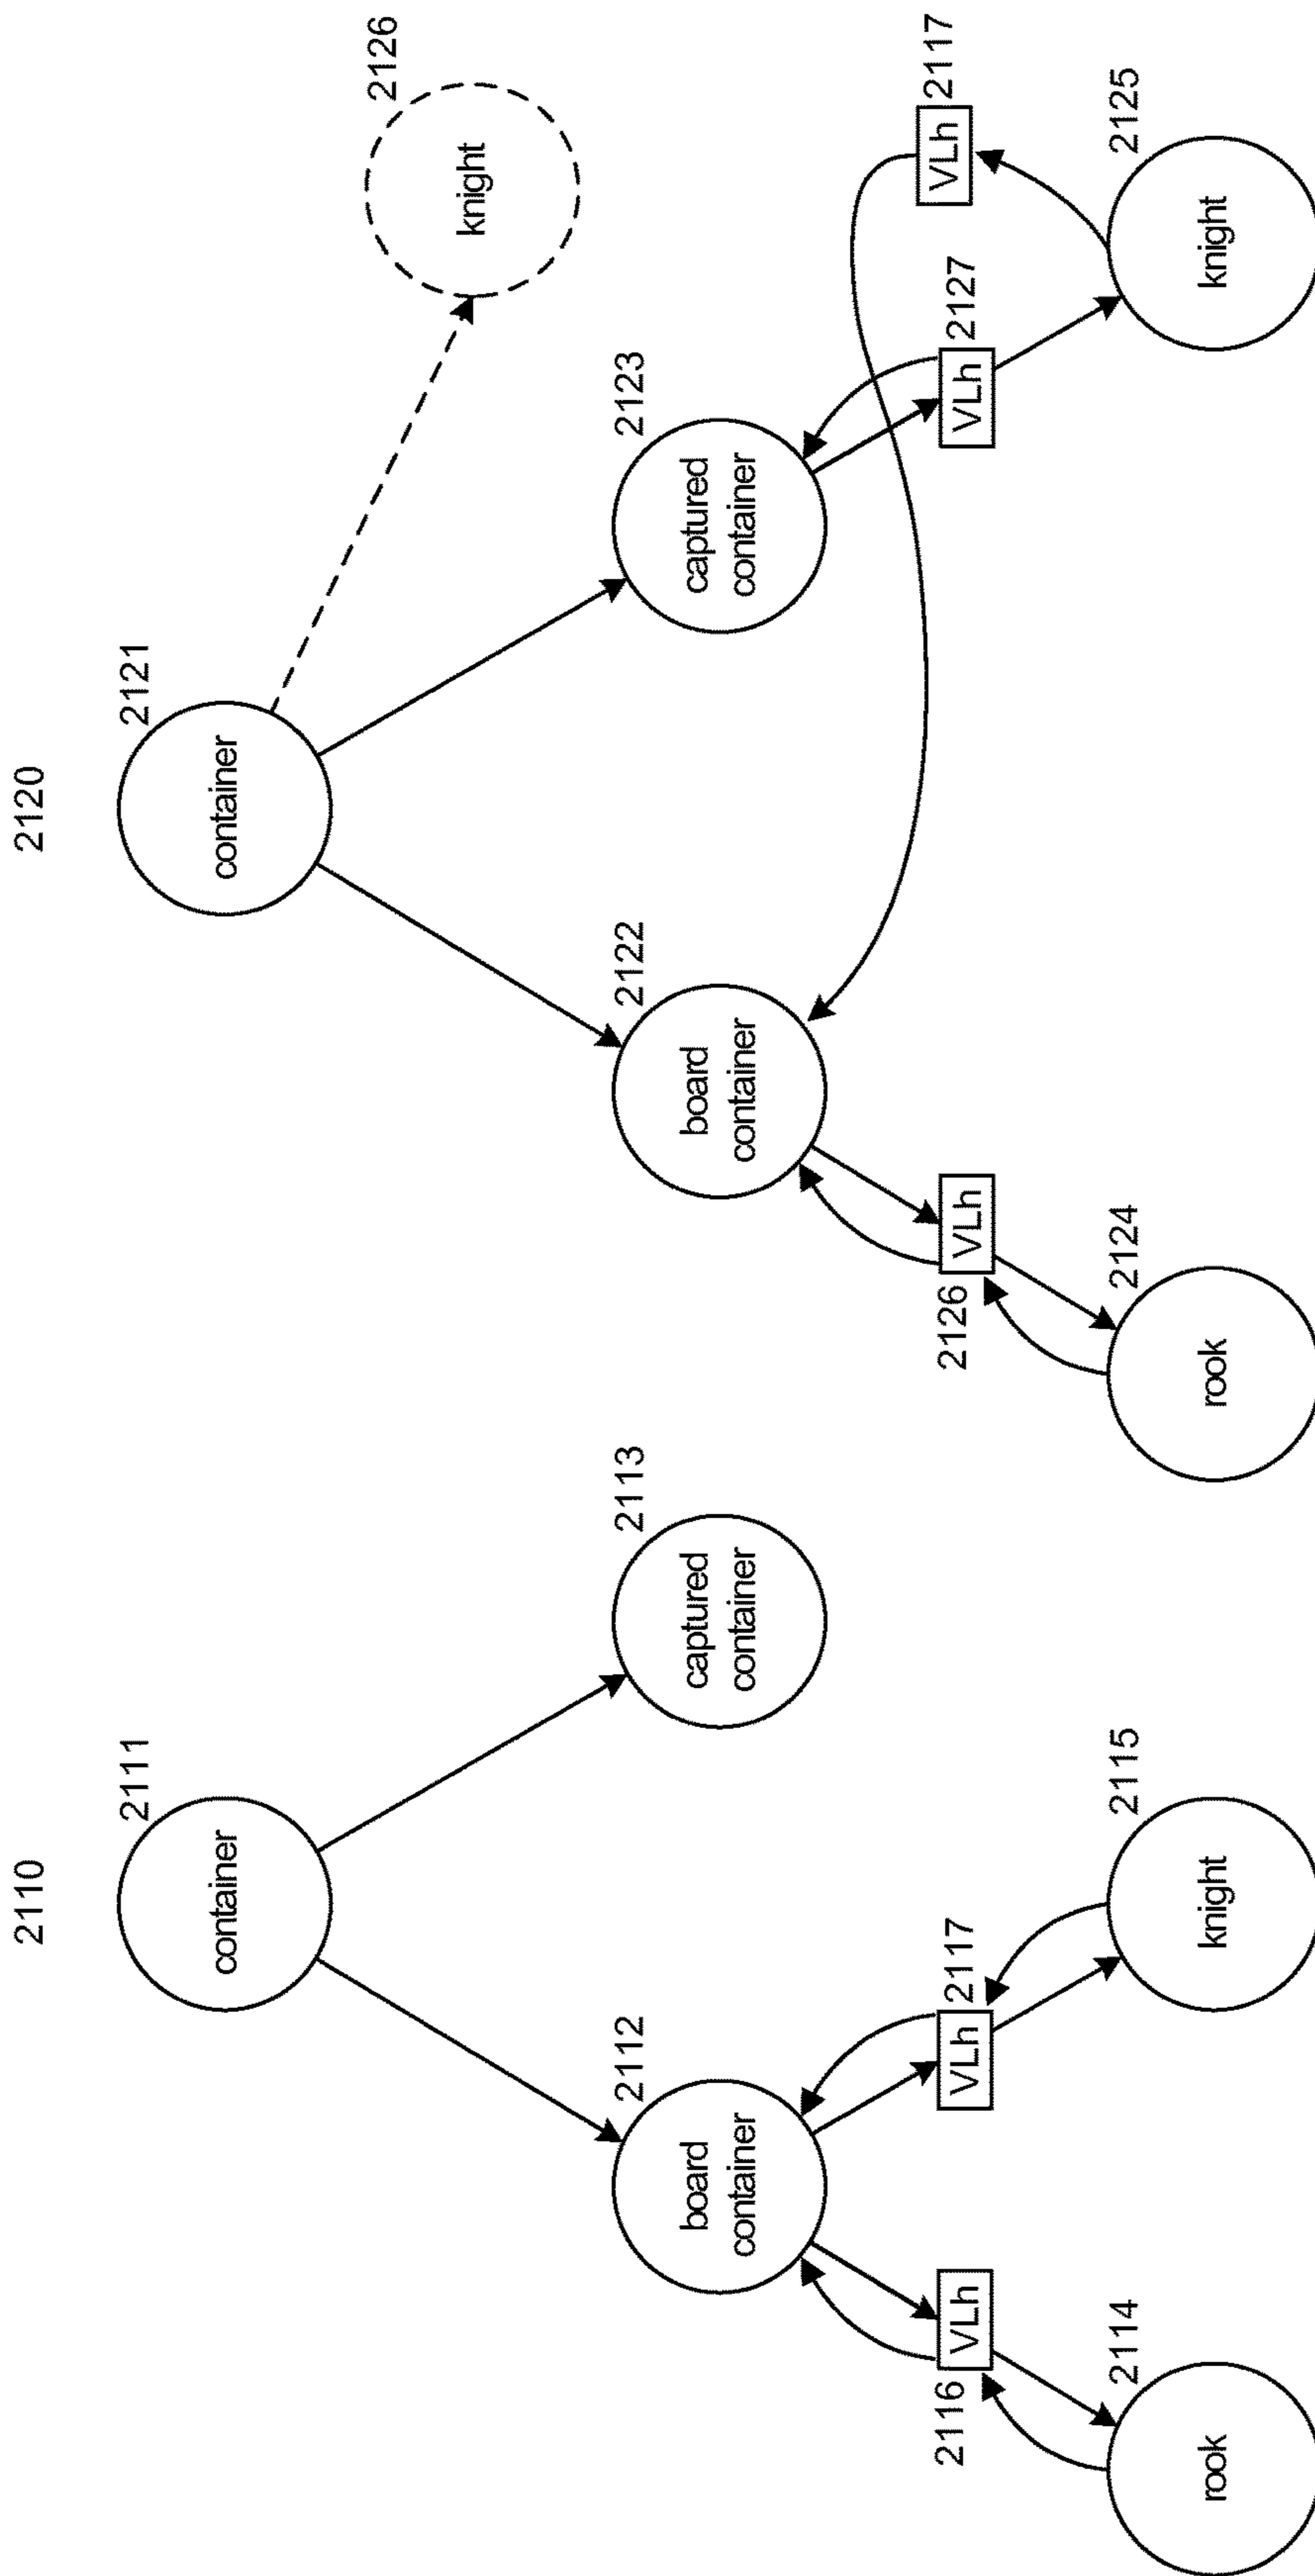 2110
2111
container
2112
board
container
2113
captured
container
2116
VLh
VLh
2117
2114
rook
2115
knight
2120
2121
container
2126
knight
2122
board
container
2123
captured
container
2126
VLh
VLh
2127
VLh
2117
2124
rook
2125
knight